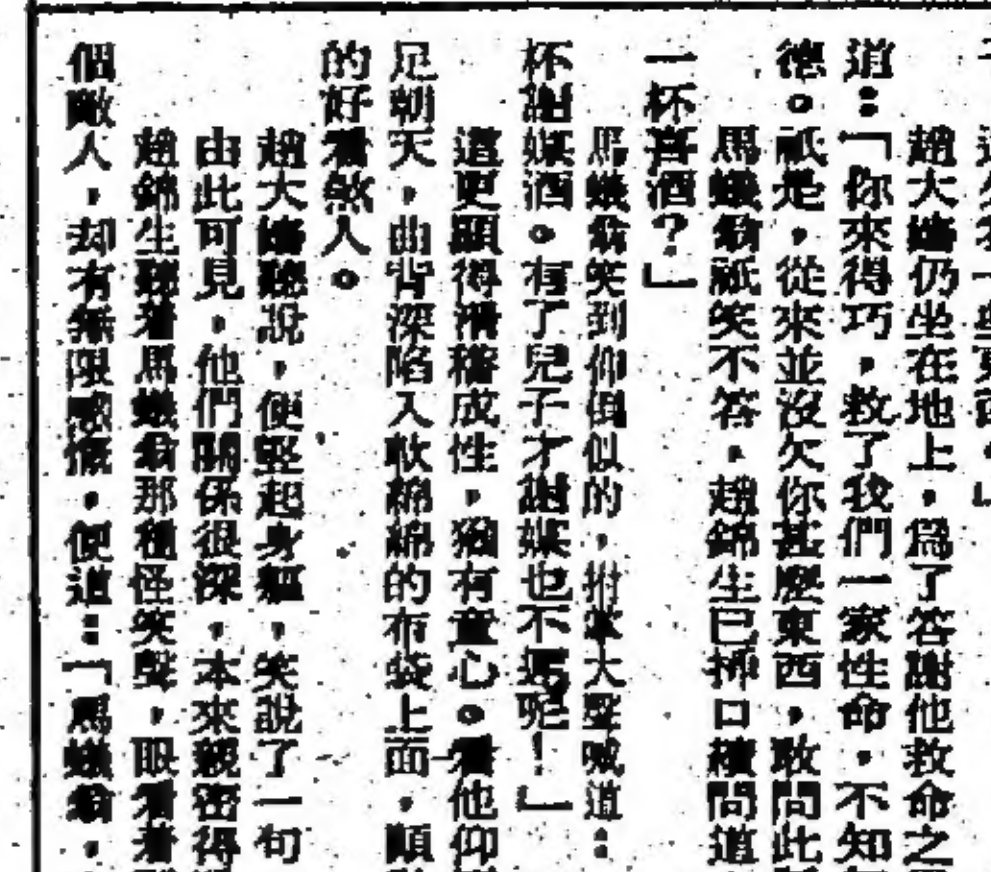 趙大嬸仍坐在地上，爲了答謝他救命之
道：「你來得巧，救了我們一家性命，不知
德。祇是，從來並沒欠你甚麼東西，敢問此
馬蟻翁祇笑不答，趙錦生已揷口續問道
一杯喜酒？」
馬蟻翁笑到仰倒似的，拊掌大聲喊道：
杯謝媒酒。有了兒子才謝媒也不遲呢！」
這更顯得滑稽成性，猶有童心。看他仰
足朝天，曲背深陷入軟綿綿的布袋上面，顛
的好看煞人。
趙大嬸聽說，便竪起身軀，笑說了一句
由此可見，他們關係很深，本來親密得
趙錦生聽着馬蟻翁那種怪笑聲，眼看着
個敵人，却有無限感慨，便道：「馬蟻翁，